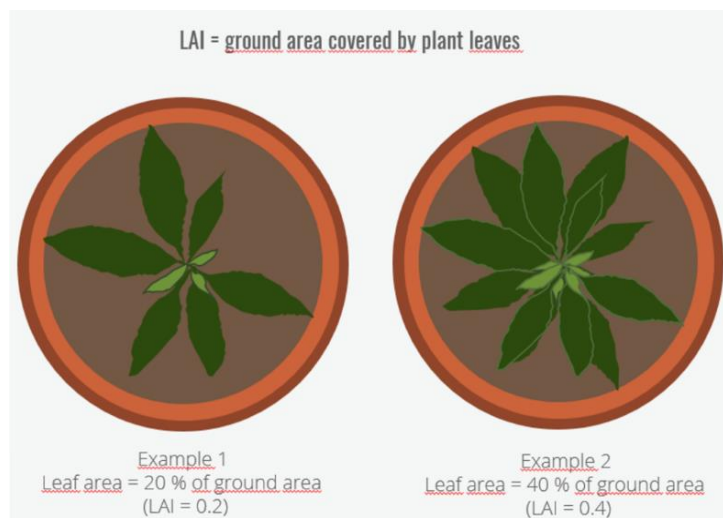 LAI = ground area covered by plant leaves
Example 1
Leaf area = 20 % of ground area
(LAI = 0.2)
Example 2
Leaf area = 40 % of ground area
(LAI = 0.4)